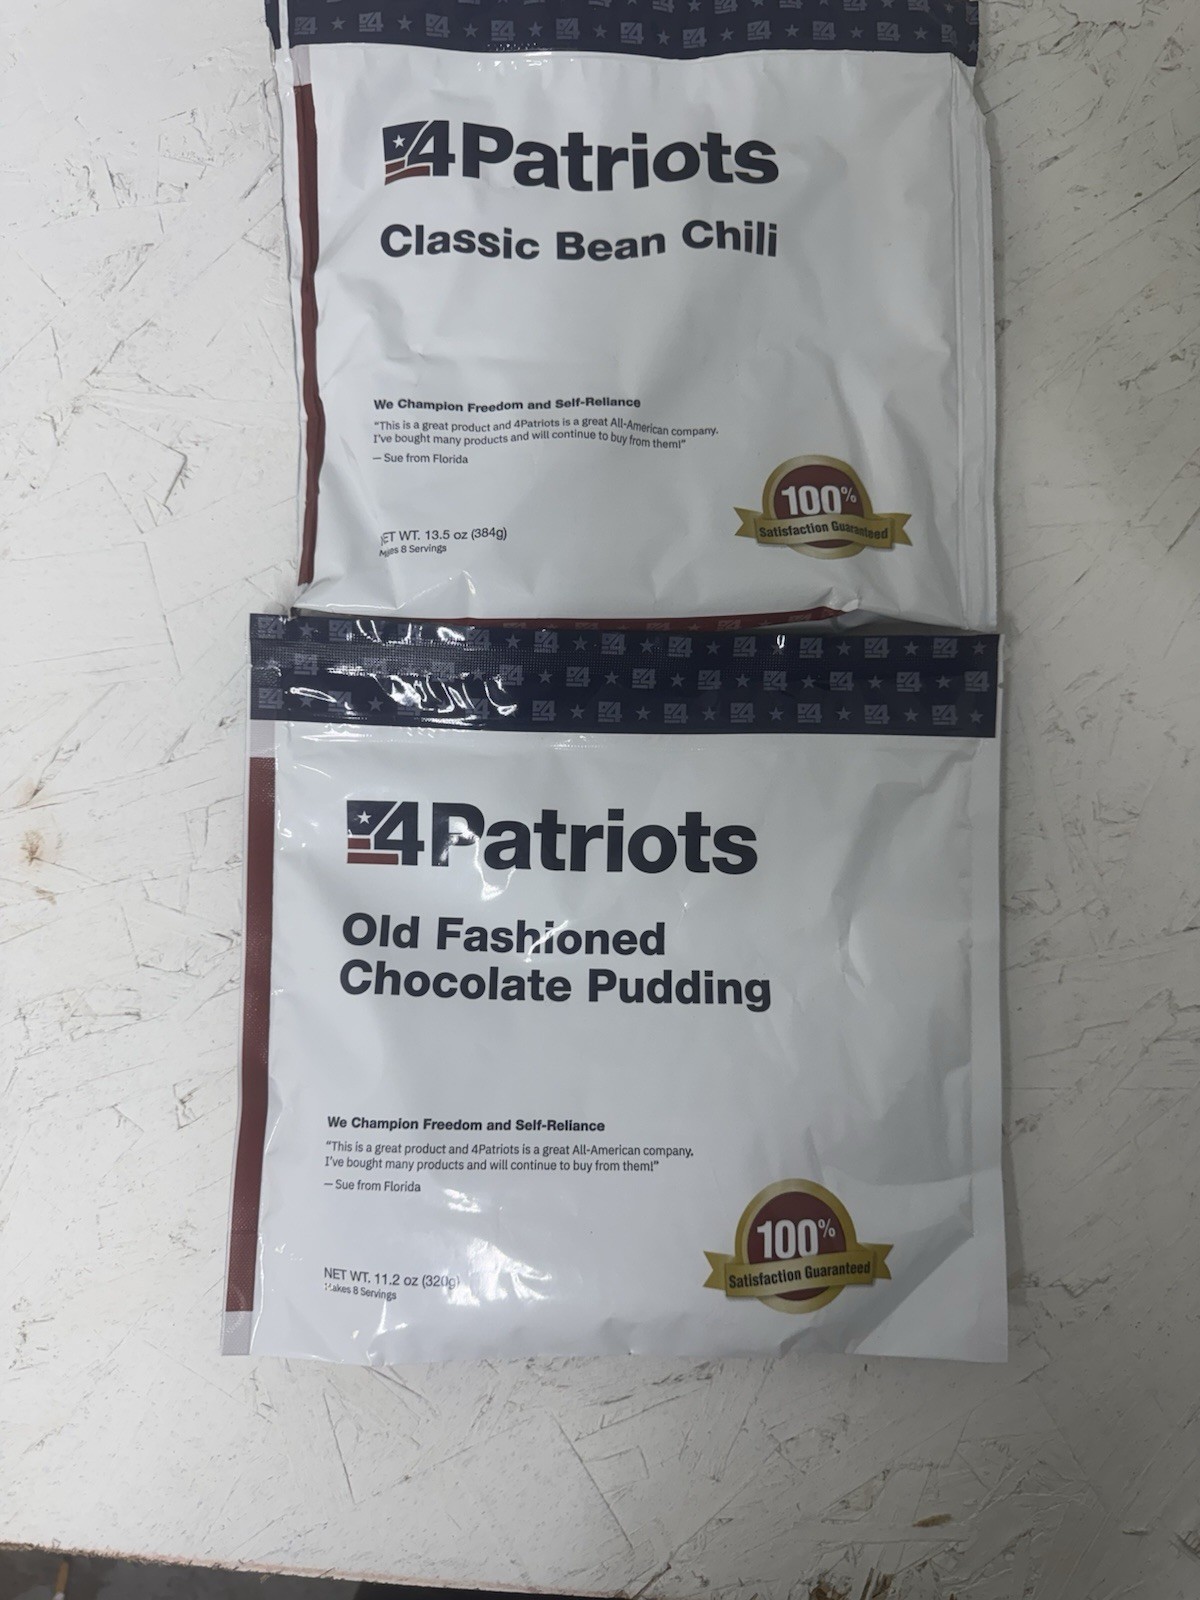 4Patriots
Classic Bean Chili
We Champion Freedom and Self-Reliance
"This is a great product and 4Patriots is a great All-American company.
I've bought many products and will continue to buy from them!"
— Sue from Florida
100%
Satisfaction Guaranteed
NET WT. 13.5 oz (384g)
Makes 8 Servings
4Patriots
Old Fashioned
Chocolate Pudding
We Champion Freedom and Self-Reliance
"This is a great product and 4Patriots is a great All-American company.
I've bought many products and will continue to buy from them!"
— Sue from Florida
100%
Satisfaction Guaranteed
NET WT. 11.2 oz (320g)
Makes 8 Servings